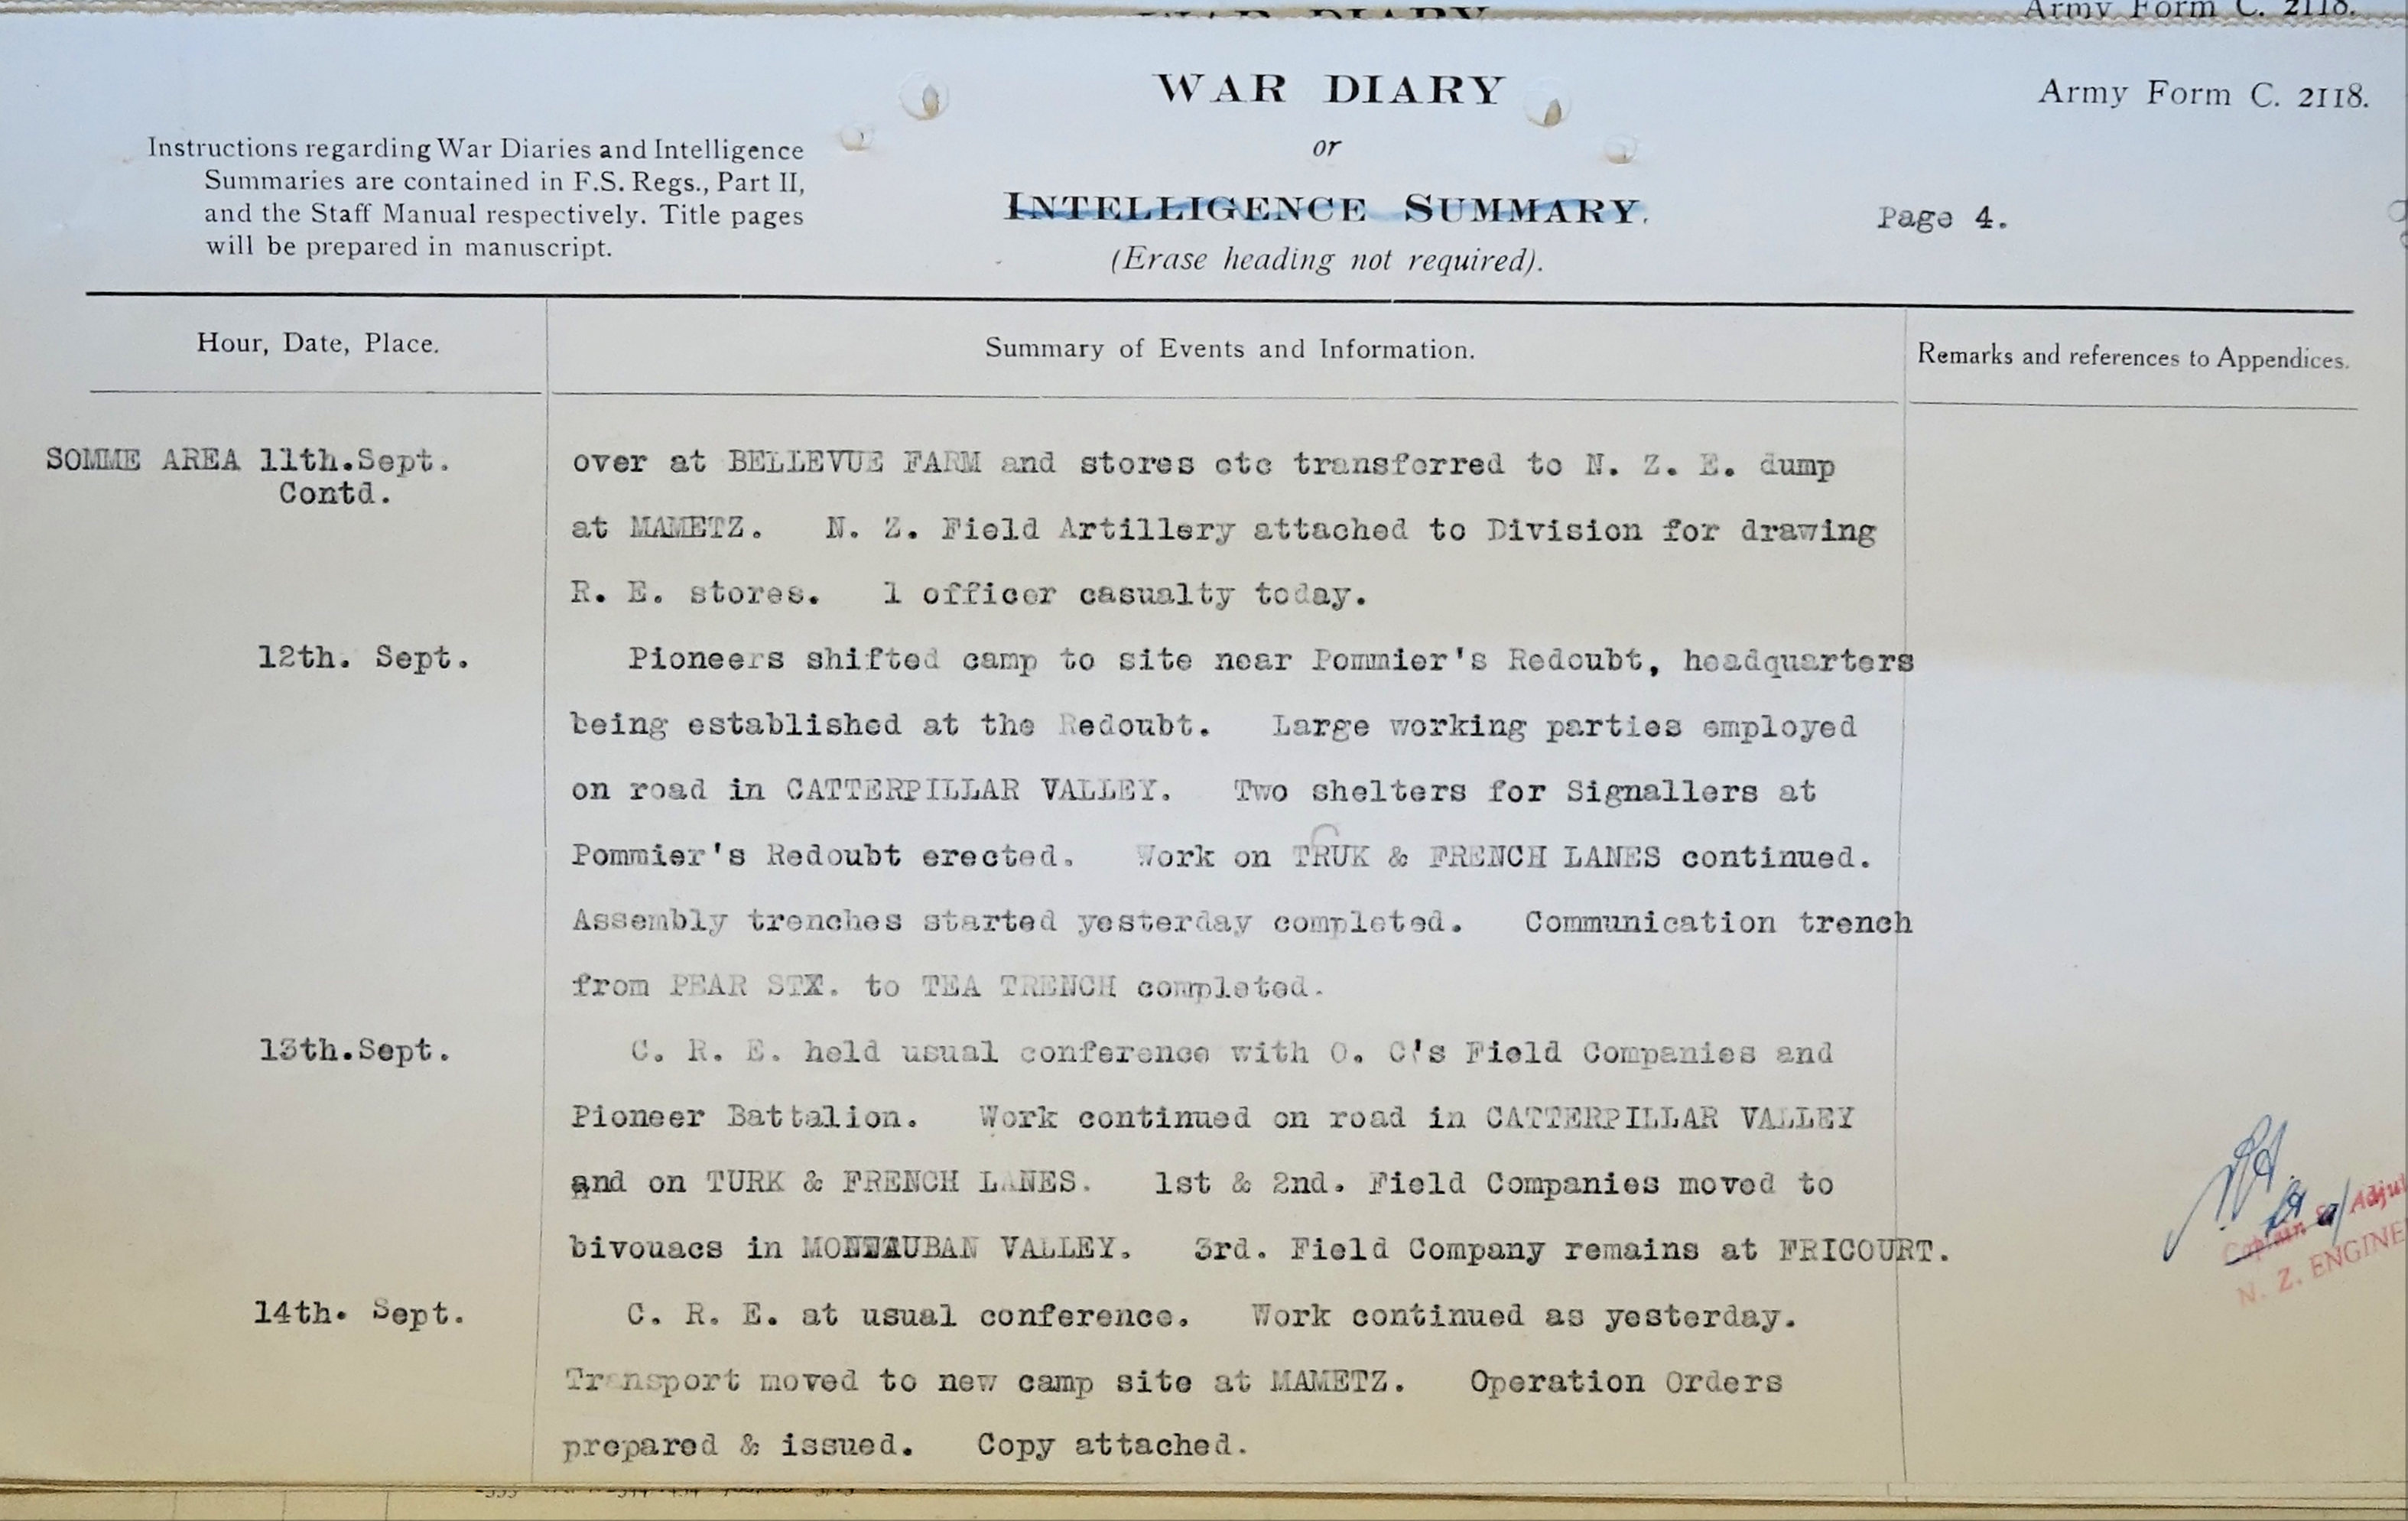 WAR DIARY
Army Form C. 2118.
WAR DIARY
Army Form C. 2118.
or
Instructions regarding War Diaries and Intelligence
Summaries are contained in F.S. Regs., Part II,
and the Staff Manual respectively. Title pages
will be prepared in manuscript.
INTELLIGENCE SUMMARY.
Page 4.
(Erase heading not required).
Hour, Date, Place.
Summary of Events and Information.
Remarks and references to Appendices.
SOMME AREA 11th.Sept.
Contd.
over at BELLEVUE FARM and stores etc transferred to N. Z. E. dump
at MAMETZ. N. Z. Field Artillery attached to Division for drawing
R. E. stores. 1 officer casualty today.
12th. Sept.
Pioneers shifted camp to site near Pommier's Redoubt, headquarters
being established at the Redoubt. Large working parties employed
on road in CATTERPILLAR VALLEY. Two shelters for Signallers at
Pommier's Redoubt erected. Work on TRUK & FRENCH LANES continued.
Assembly trenches started yesterday completed. Communication trench
from PEAR STX. to TEA TRENCH completed.
13th.Sept.
C. R. E. held usual conference with O. C's Field Companies and
Pioneer Battalion. Work continued on road in CATTERPILLAR VALLEY
and on TURK & FRENCH LANES. 1st & 2nd. Field Companies moved to
bivouacs in MONTAUBAN VALLEY. 3rd. Field Company remains at FRICOURT.
14th. Sept.
C. R. E. at usual conference. Work continued as yesterday.
Transport moved to new camp site at MAMETZ. Operation Orders
prepared & issued. Copy attached.
Captain & Adju
N. Z. ENGINE